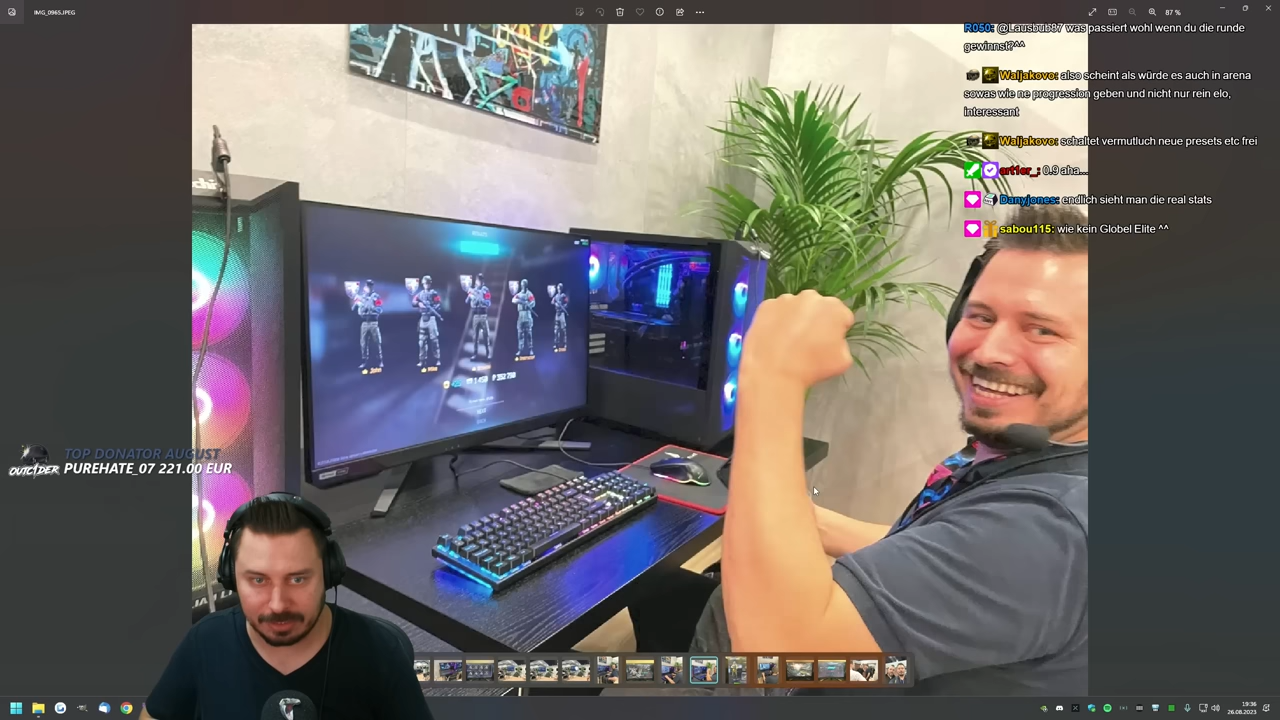 IMG_0965.JPEG
87 %
R050: @Lausbub87 was passiert wohl wenn du die runde
gewinnst?^^
Waljakovo: also scheint als würde es auch in arena
sowas wie ne progression geben und nicht nur rein elo,
interessant
Waljakovo: schaltet vermutluch neue presets etc frei
art1er_: 0.9 aha...
Danyjones: endlich sieht man die real stats
sabou115: wie kein Globel Elite ^^
TOP DONATOR AUGUST
OUTCIDER
PUREHATE_07 221.00 EUR
19:36
26.08.2023